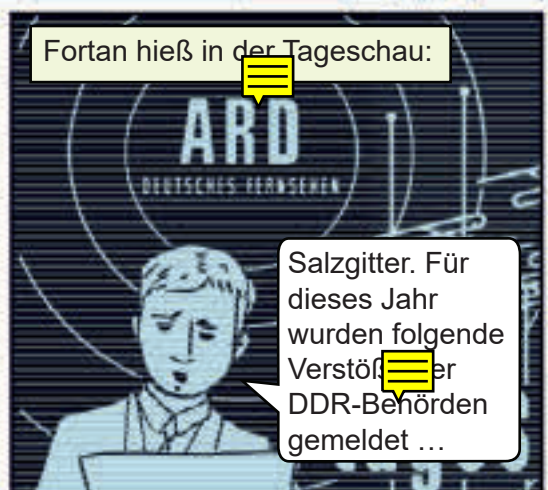 Fortan hieß in der Tageschau:
ARD
DEUTSCHES FERNSEHEN
Salzgitter. Für
dieses Jahr
wurden folgende
DDR-Behörden
gemeldet …